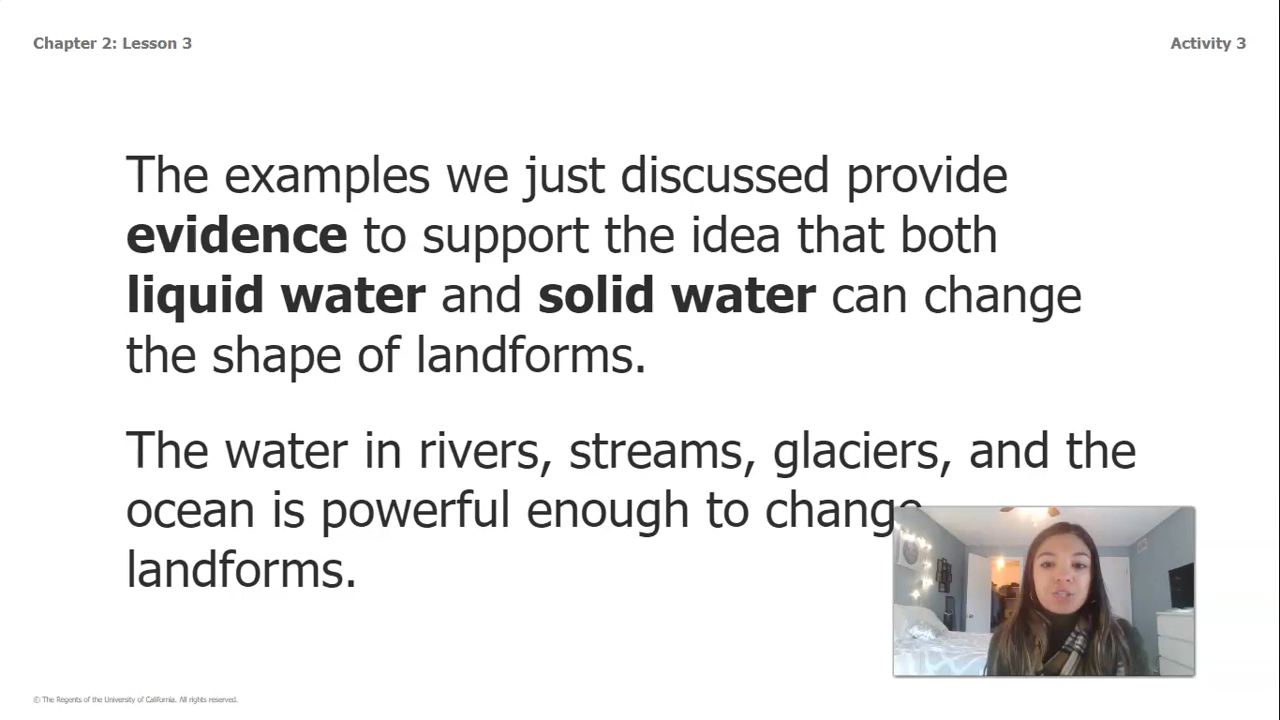 Chapter 2: Lesson 3
Activity 3
The examples we just discussed provide
evidence to support the idea that both
liquid water and solid water can change
the shape of landforms.
The water in rivers, streams, glaciers, and the
ocean is powerful enough to change
landforms.
© The Regents of the University of California. All rights reserved.